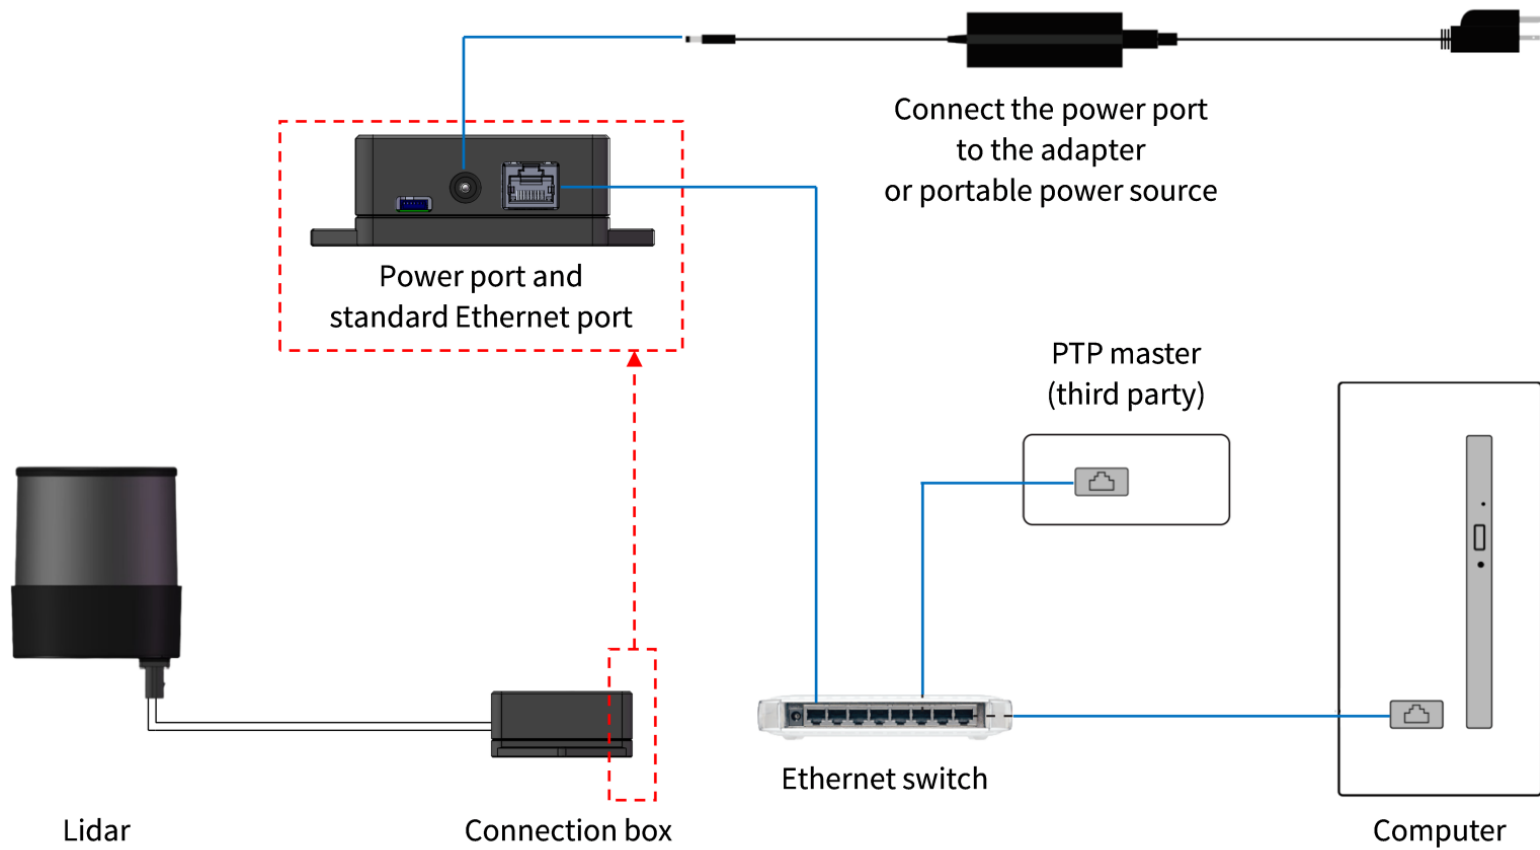 Connect the power port
to the adapter
or portable power source
Power port and
standard Ethernet port
PTP master
(third party)
Ethernet switch
Lidar
Connection box
Computer